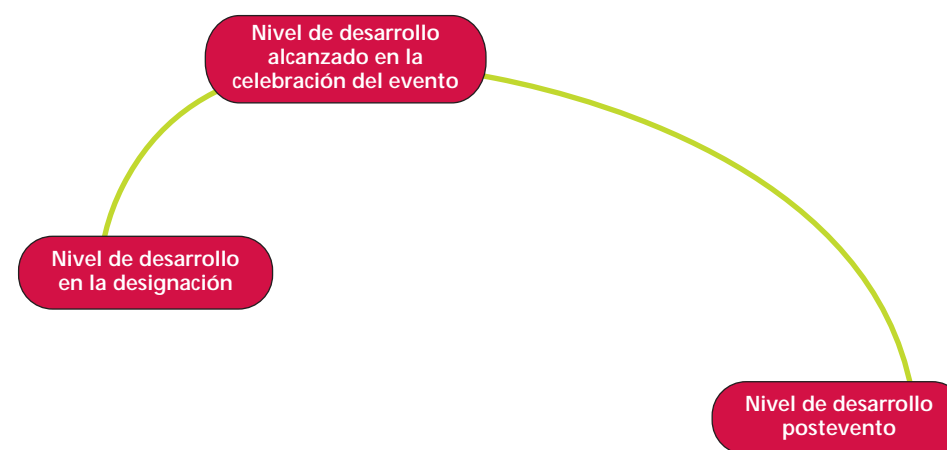 Nivel de desarrollo
alcanzado en la
celebración del evento
Nivel de desarrollo
en la designación
Nivel de desarrollo
postevento